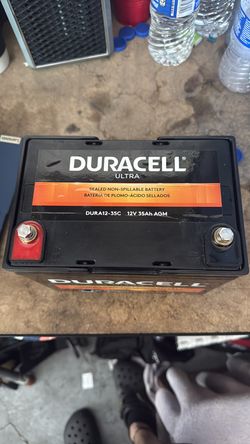 DURACELL
ULTRA
SEALED NON-SPILLABLE BATTERY
BATERÍA DE PLOMO-ÁCIDO SELLADOS
DURA12-35C 12V 35Ah AGM
DURACELL